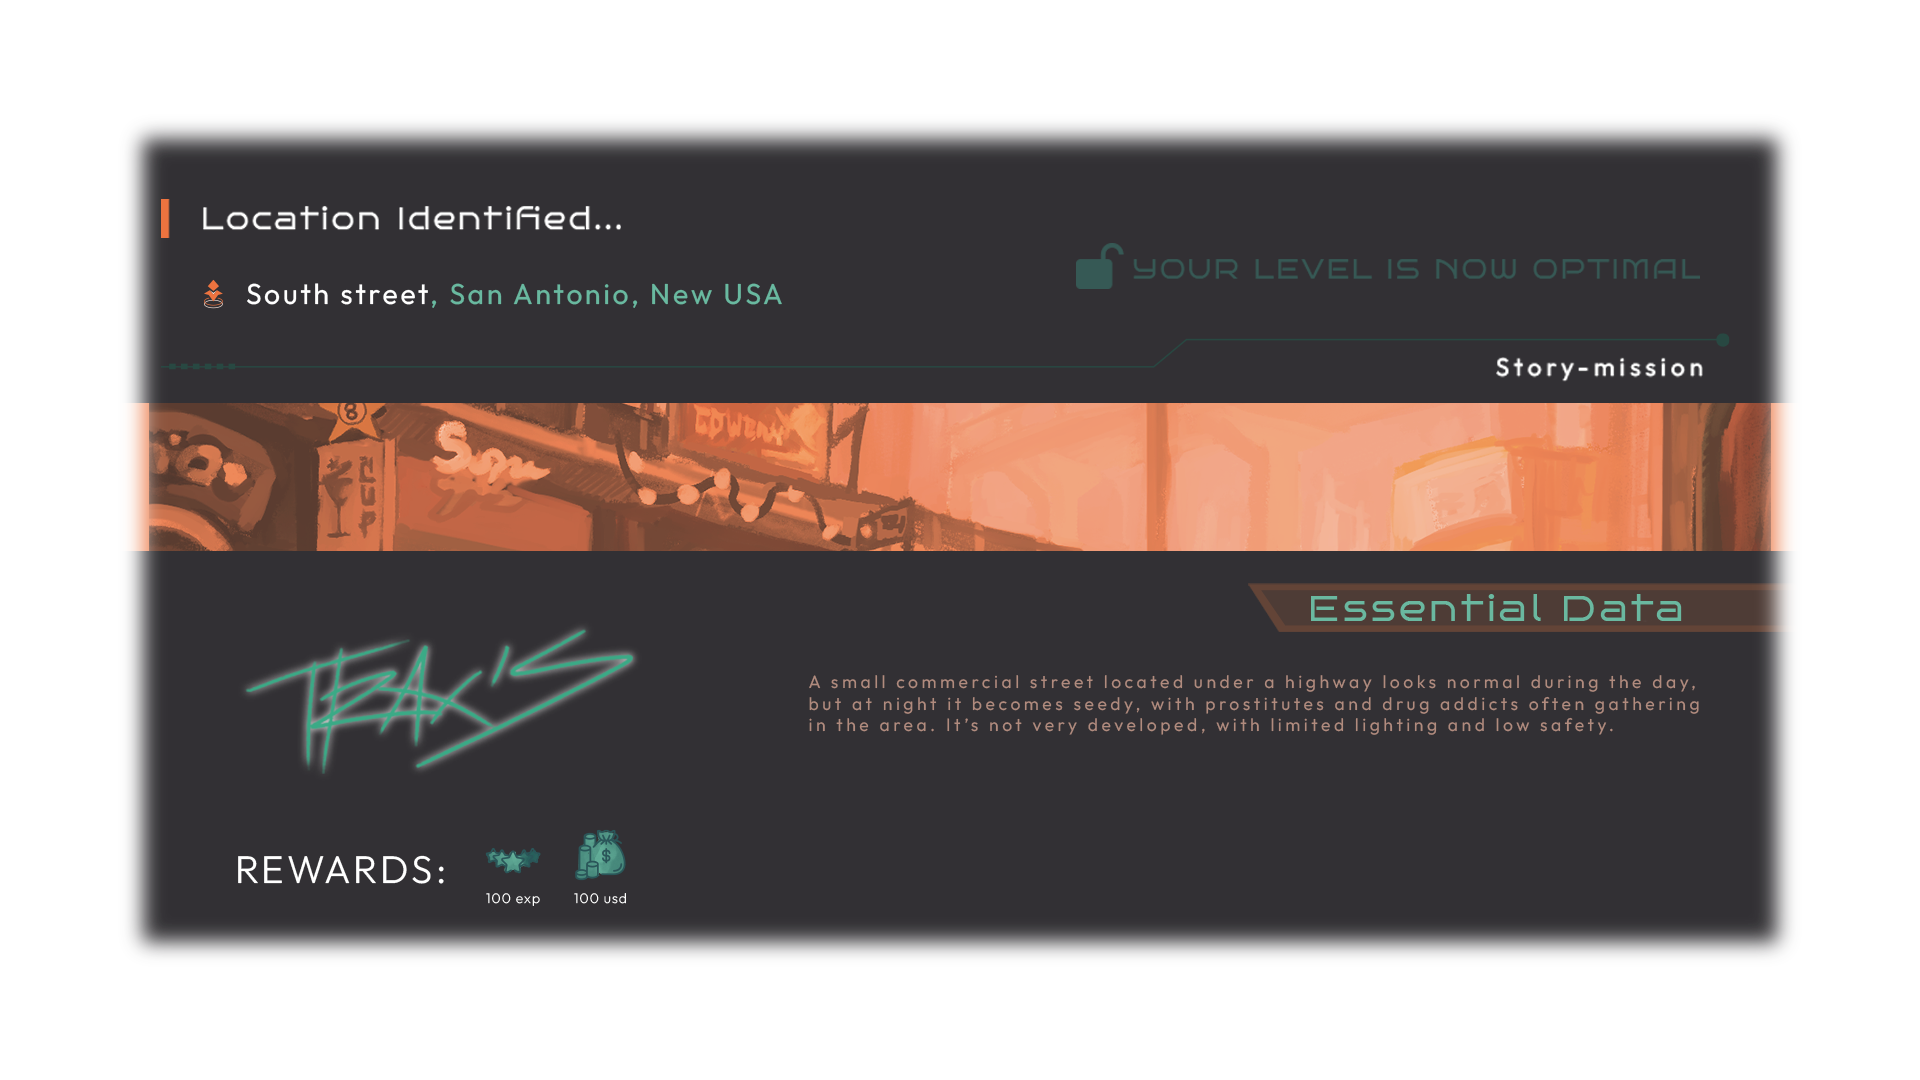 Location Identified...
YOUR LEVEL IS NOW OPTIMAL
South street, San Antonio, New USA
Story-mission
8
CUP
Essential Data
TRAXIS
A small commercial street located under a highway looks normal during the day,
but at night it becomes seedy, with prostitutes and drug addicts often gathering
in the area. It’s not very developed, with limited lighting and low safety.
REWARDS:
$
100 exp
100 usd